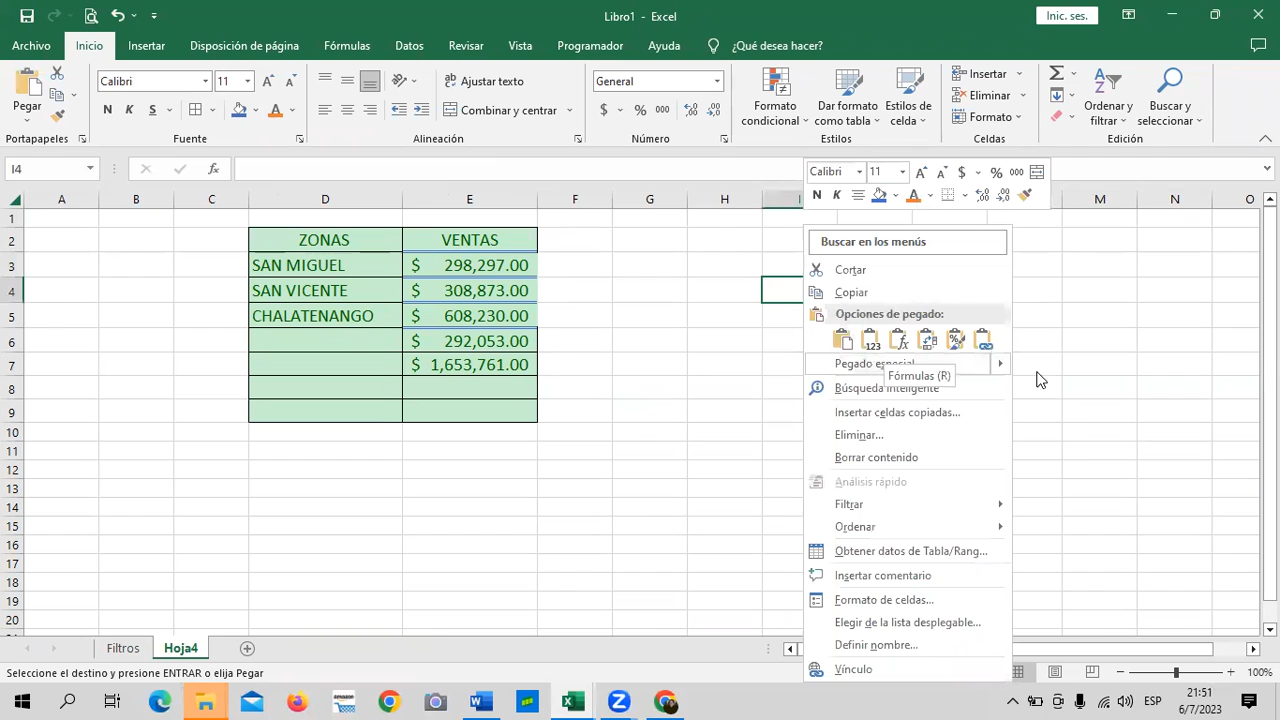 Libro1 - Excel
Inic. ses.
Archivo Inicio Insertar Disposición de página Fórmulas Datos Revisar Vista Programador Ayuda ¿Qué desea hacer?
Pegar
Calibri 11
N K S
Ajustar texto
Combinar y centrar
General
$ % 000
Formato condicional
Dar formato como tabla
Estilos de celda
Insertar
Eliminar
Formato
Ordenar y filtrar
Buscar y seleccionar
Portapapeles Fuente Alineación Número Estilos Celdas Edición
I4
fx
Calibri 11 $ % 000
N K
A B D E F G H I M N O
1
2 ZONAS VENTAS
3 SAN MIGUEL $ 298,297.00
4 SAN VICENTE $ 308,873.00
5 CHALATENANGO $ 608,230.00
6 $ 292,053.00
7 $ 1,653,761.00
8
9
10
11
12
13
14
15
16
17
18
19
20
Buscar en los menús
Cortar
Copiar
Opciones de pegado:
123
Fórmulas (R)
Búsqueda inteligente
Insertar celdas copiadas...
Eliminar...
Borrar contenido
Análisis rápido
Filtrar
Ordenar
Obtener datos de Tabla/Rang...
Insertar comentario
Formato de celdas...
Elegir de la lista desplegable...
Definir nombre...
Vínculo
Filtros Hoja4
Seleccione el destino y presione ENTRAR o elija Pegar
100%
ESP
21:51
6/7/2023